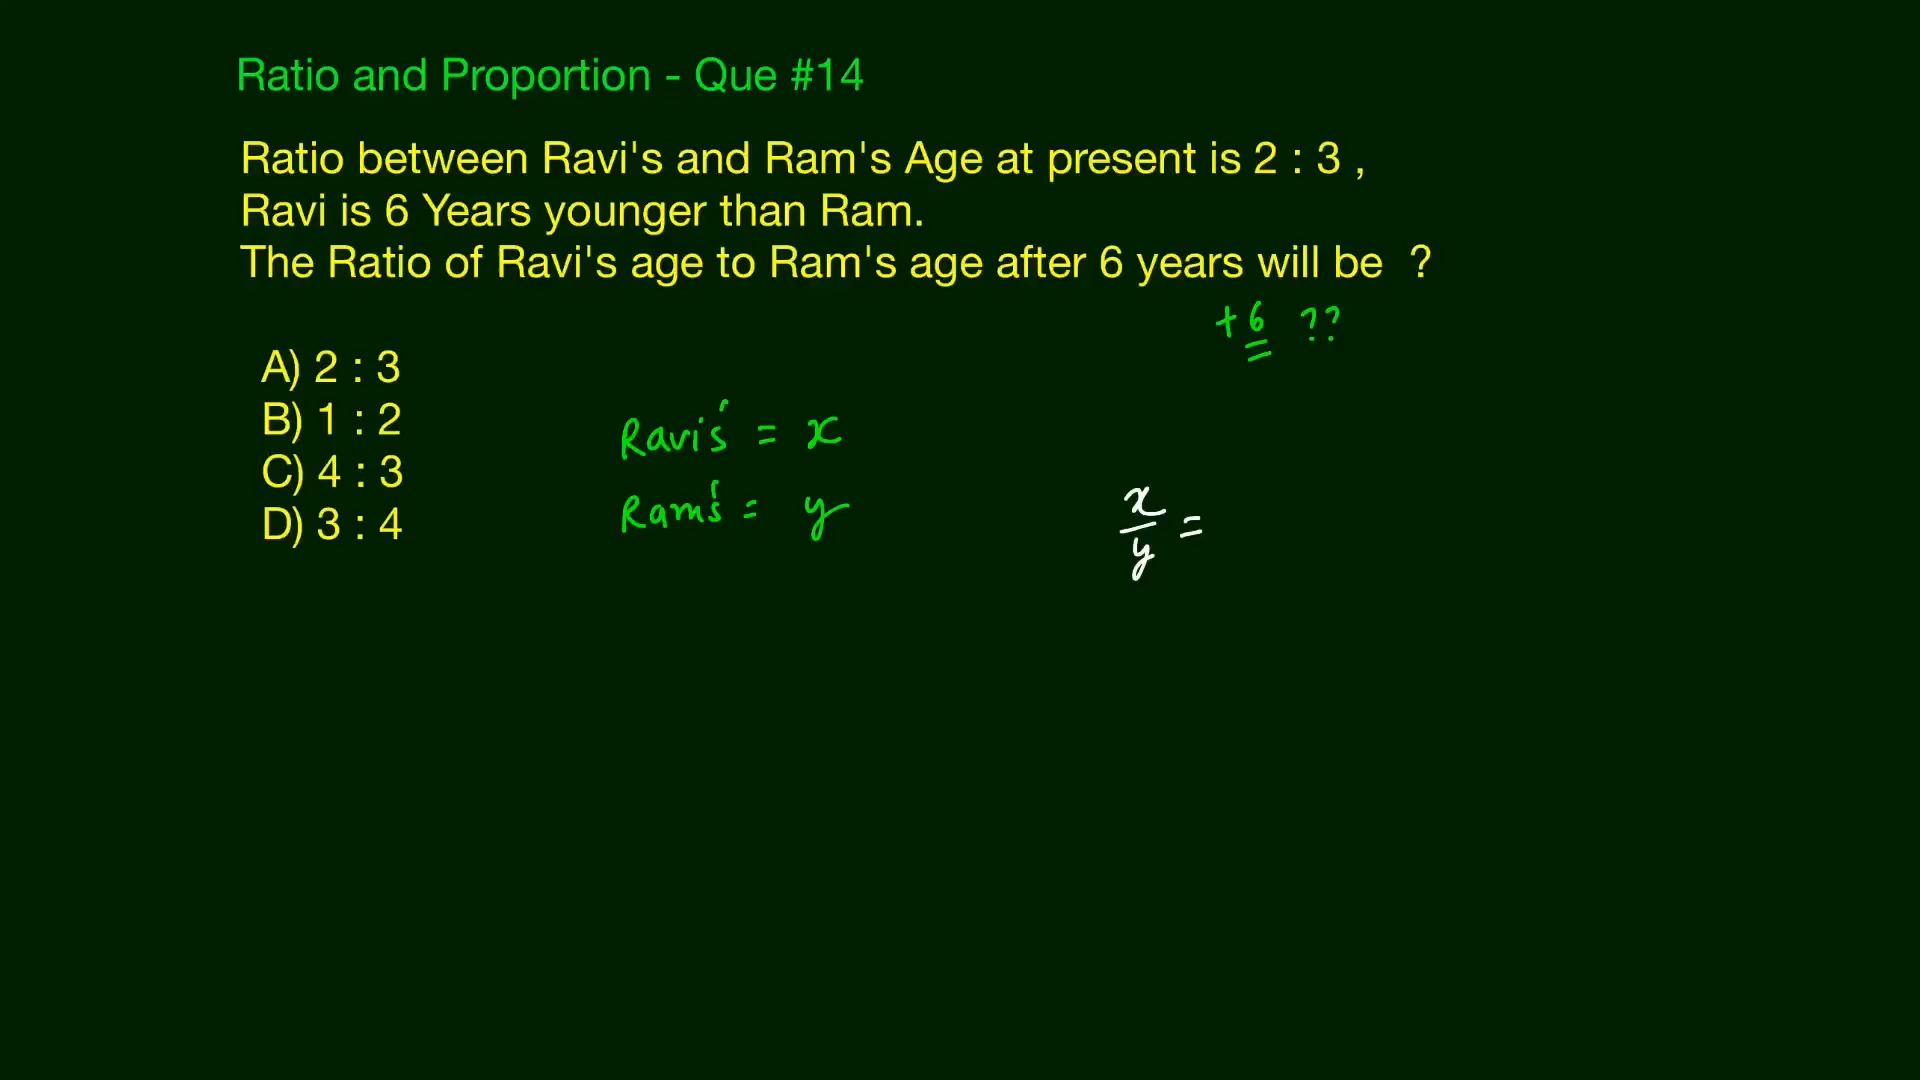 Ratio and Proportion - Que #14
Ratio between Ravi's and Ram's Age at present is 2 : 3 ,
Ravi is 6 Years younger than Ram.
The Ratio of Ravi's age to Ram's age after 6 years will be ?
+6 ??
A) 2 : 3
B) 1 : 2
C) 4 : 3
D) 3 : 4
Ravi's = x
Ram's = y
x/y =